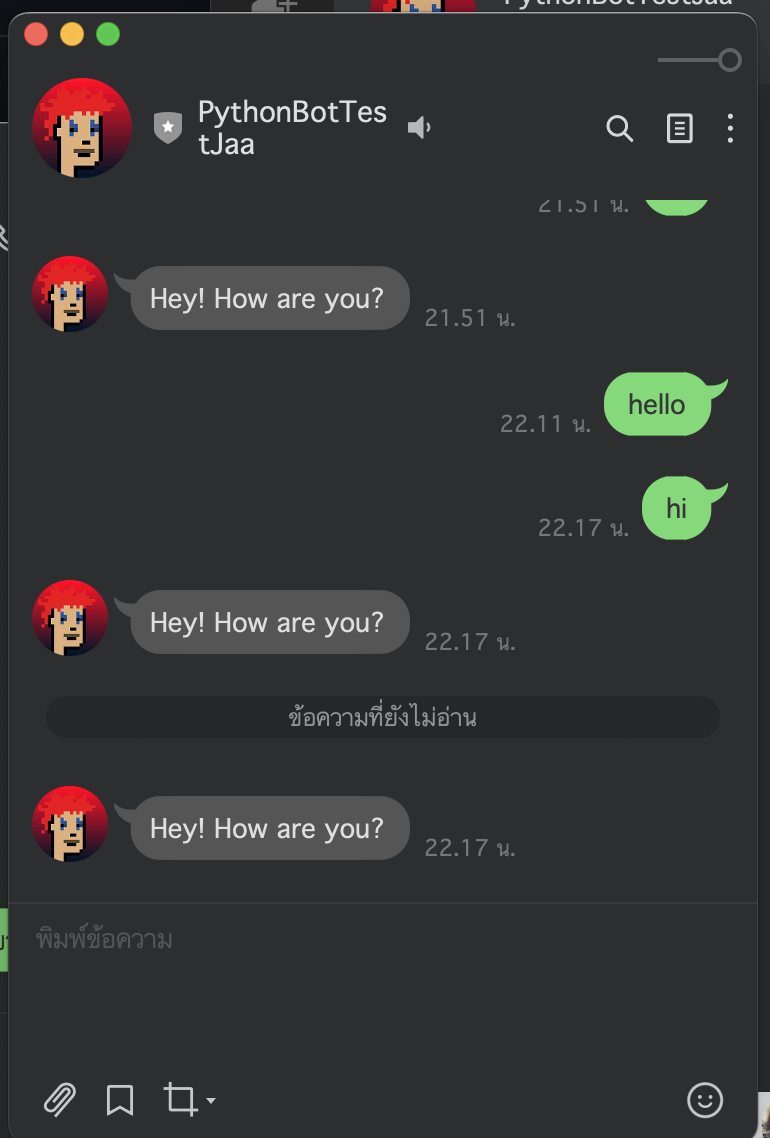 PythonBotTestJaa
PythonBotTes
tJaa
21.51 น.
Hey! How are you?
21.51 น.
hello
22.11 น.
hi
22.17 น.
Hey! How are you?
22.17 น.
ข้อความที่ยังไม่อ่าน
Hey! How are you?
22.17 น.
พิมพ์ข้อความ